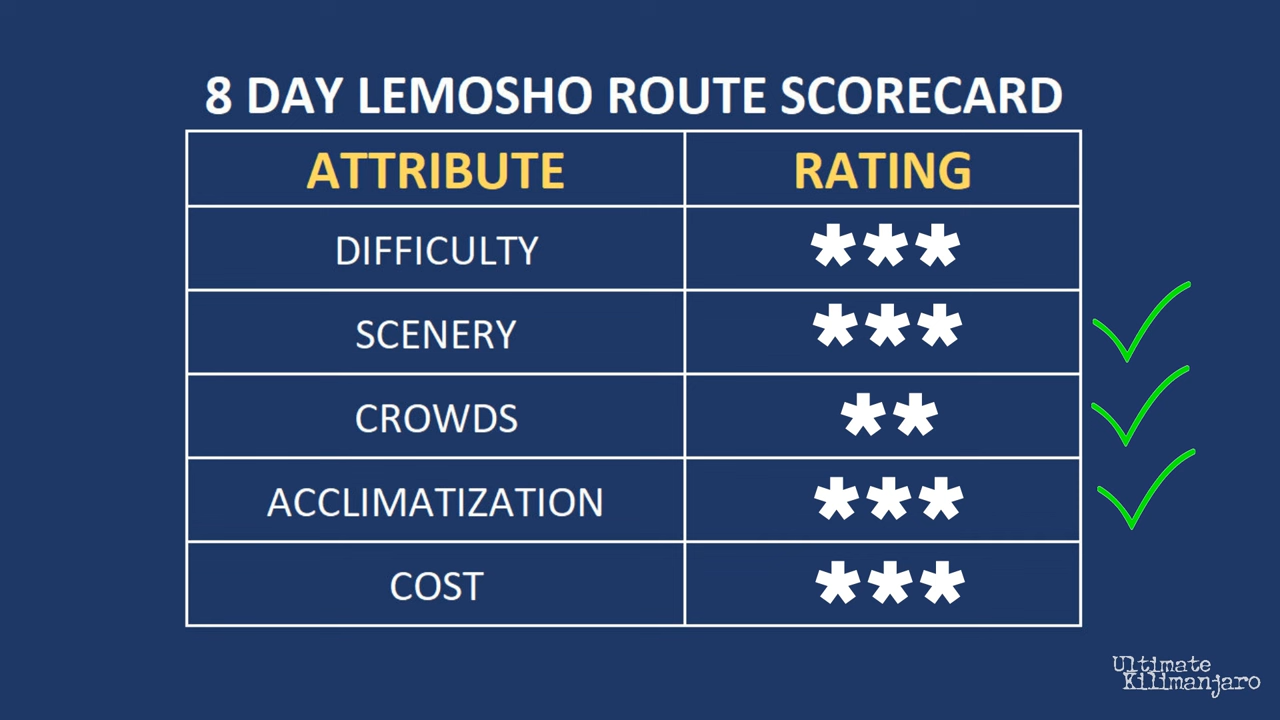 8 DAY LEMOSHO ROUTE SCORECARD
ATTRIBUTE RATING
DIFFICULTY ***
SCENERY ***
CROWDS **
ACCLIMATIZATION ***
COST ***
Ultimate
Kilimanjaro